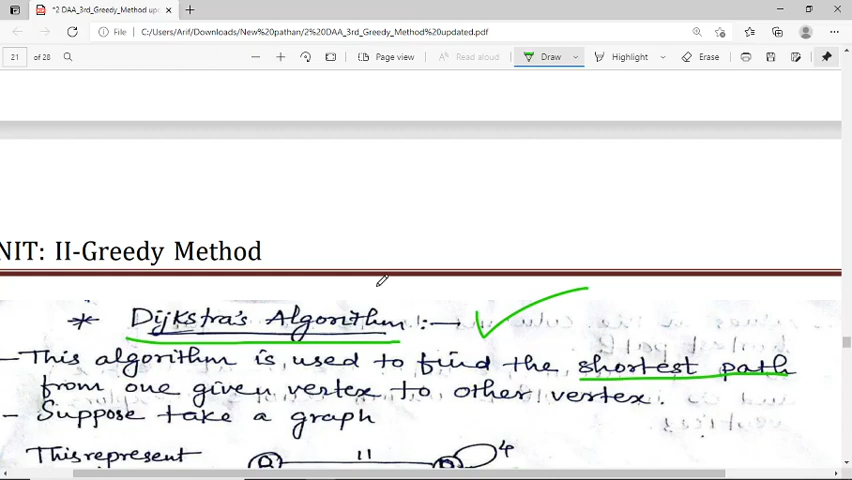 *2 DAA_3rd_Greedy_Method up
File
C:/Users/Arif/Downloads/New%20pathan/2%20DAA_3rd_Greedy_Method%20updated.pdf
21 of 28
Page view
Read aloud
Draw
Highlight
Erase
NIT: II-Greedy Method
* Dijkstra's Algorithm :→
- This algorithm is used to find the shortest path
from one given vertex to other vertex.
- Suppose take a graph
This represent
11
4